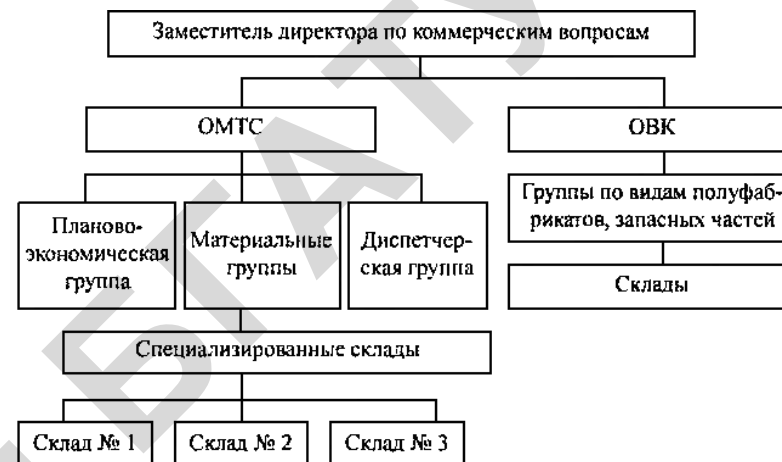 Заместитель директора по коммерческим вопросам
ОМТС
ОВК
Планово-
экономическая
группа
Материальные
группы
Диспетчер-
ская группа
Группы по видам полуфаб-
рикатов, запасных частей
Склады
Специализированные склады
Склад № 1
Склад № 2
Склад № 3
БГАТУ